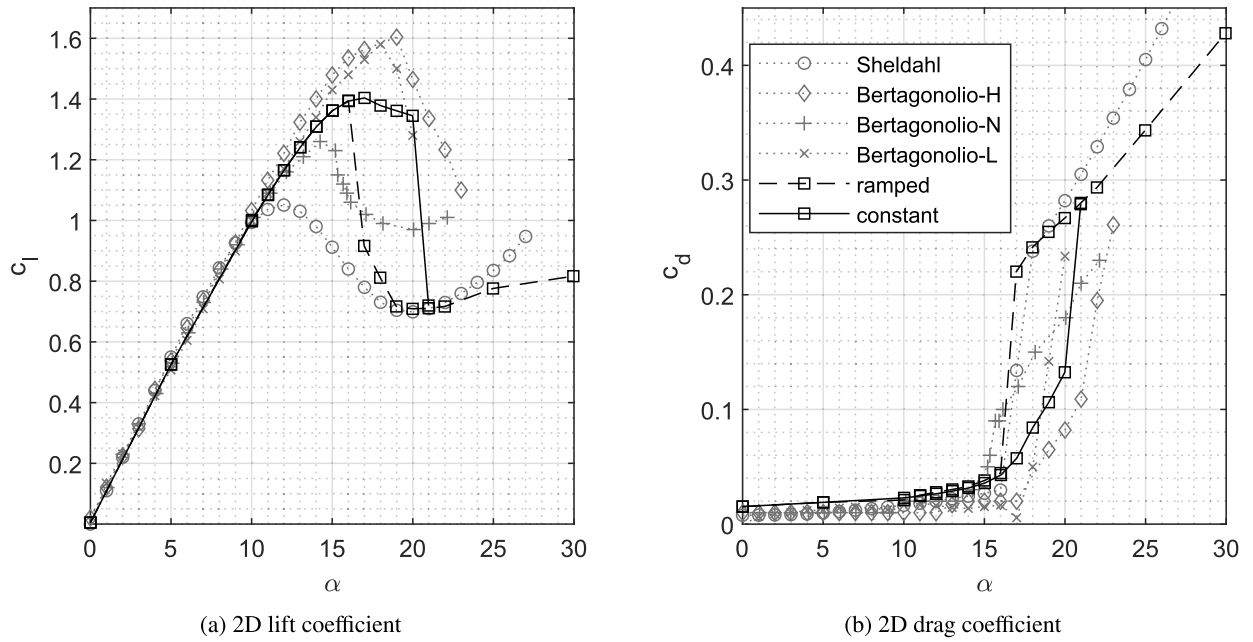 1.6
1.4
1.2
1
0.8
0.6
0.4
0.2
c_l
0
5
10
15
20
25
30
α
(a) 2D lift coefficient
0.4
0.3
0.2
0.1
0
c_d
Sheldahl
Bertagonolio-H
Bertagonolio-N
Bertagonolio-L
ramped
constant
0
5
10
15
20
25
30
α
(b) 2D drag coefficient